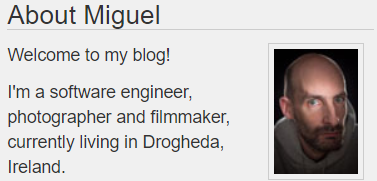 About Miguel
Welcome to my blog!
I'm a software engineer,
photographer and filmmaker,
currently living in Drogheda,
Ireland.